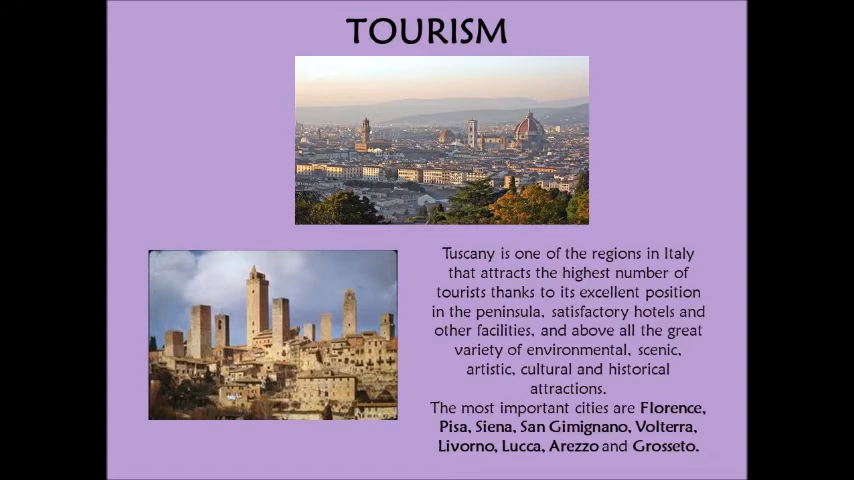 TOURISM
Tuscany is one of the regions in Italy
that attracts the highest number of
tourists thanks to its excellent position
in the peninsula, satisfactory hotels and
other facilities, and above all the great
variety of environmental, scenic,
artistic, cultural and historical
attractions.
The most important cities are Florence,
Pisa, Siena, San Gimignano, Volterra,
Livorno, Lucca, Arezzo and Grosseto.